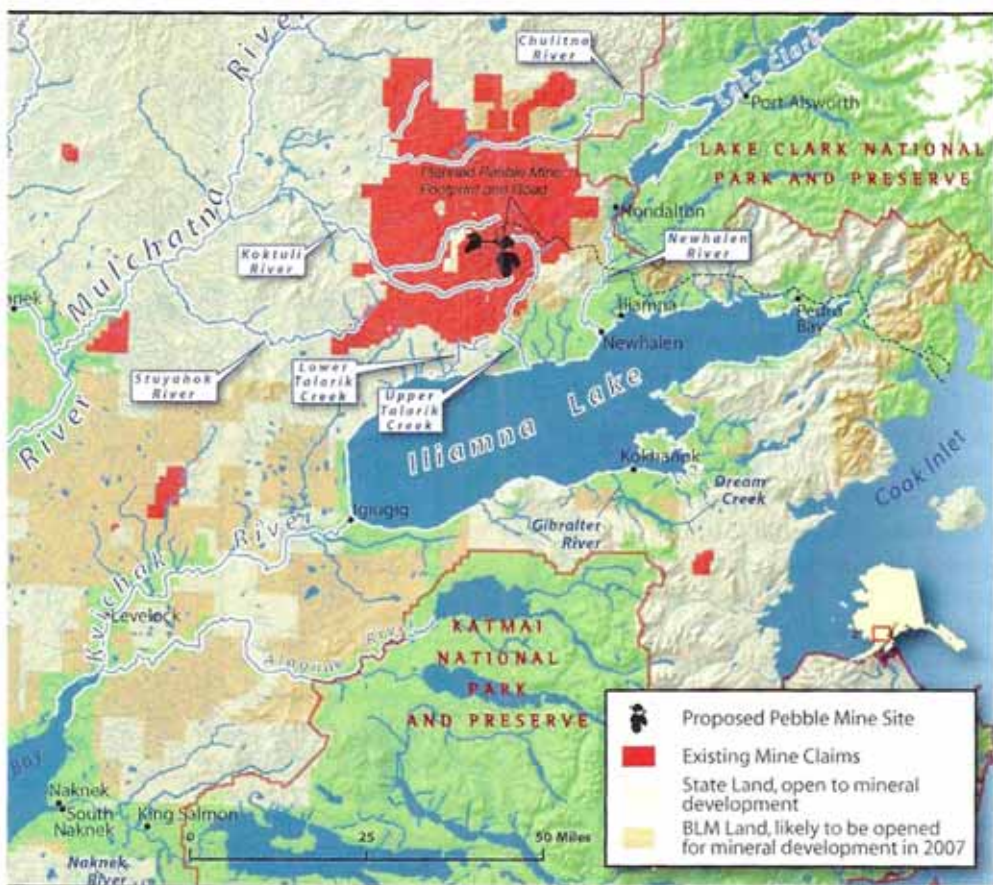 Chulitna
River
Lake Clark
Port Alsworth
LAKE CLARK NATIONAL
PARK AND PRESERVE
Planned Pebble Mine
Footprint and Road
Nondalton
Mulchatna River
Koktuli
River
Newhalen
River
Iliamna
Pedro
Bay
Newhalen
Stuyahok
River
Lower
Talarik
Creek
Upper
Talarik
Creek
River
Iliamna Lake
Kokhanok
Dream
Creek
Cook Inlet
Igiugig
Gibralter
River
Kvichak River
Levelock
Alagnak River
KATMAI
NATIONAL
PARK
AND PRESERVE
Bay
Naknek
South
Naknek
King Salmon
Naknek
River
0 25 50 Miles
Proposed Pebble Mine Site
Existing Mine Claims
State Land, open to mineral
development
BLM Land, likely to be opened
for mineral development in 2007